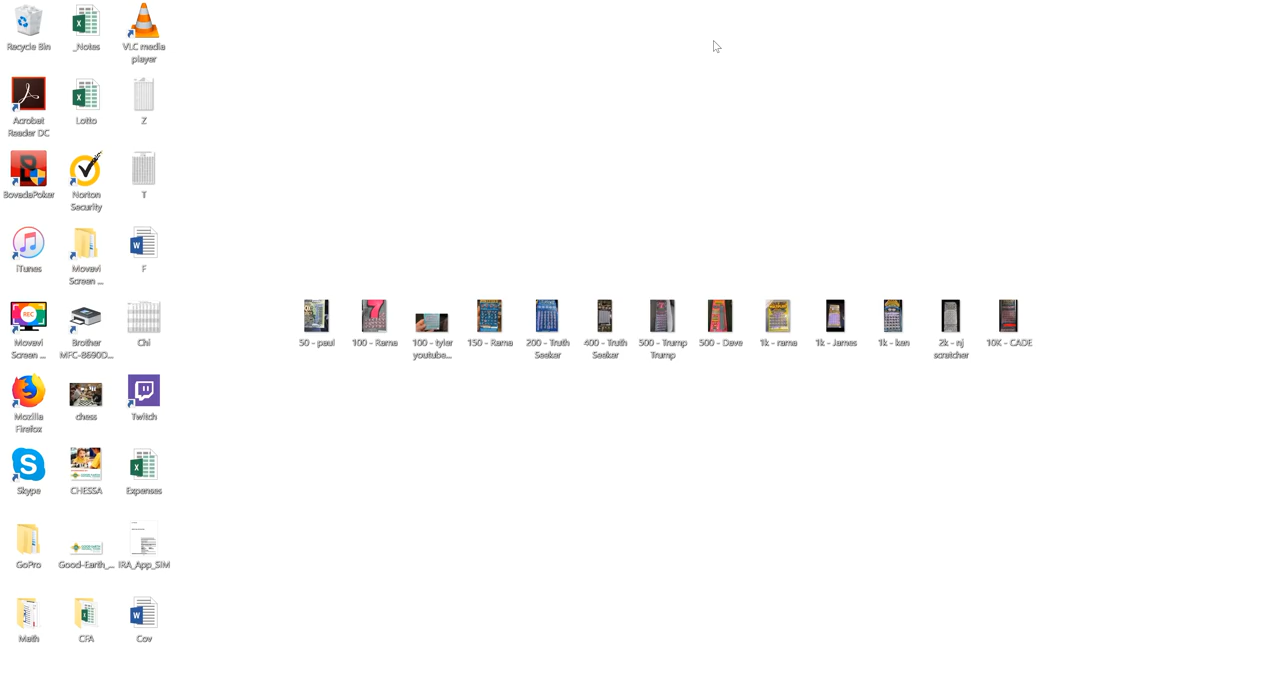 Recycle Bin
_Notes
VLC media
player
Acrobat
Reader DC
Lotto
Z
BovadaPoker
Norton
Security
T
iTunes
Movavi
Screen ...
F
Movavi
Screen ...
Brother
MFC-8690D...
Chi
50 - paul
100 - Rama
100 - tyler
youtube...
150 - Rama
200 - Truth
Seeker
400 - Truth
Seeker
500 - Trump
Trump
500 - Dave
1k - rama
1k - James
1k - ken
2k - nj
scratcher
10K - CADE
Mozilla
Firefox
chess
Twitch
Skype
CHESSA
Expenses
GoPro
Good-Earth_...
IRA_App_SIM
Math
CFA
Cov